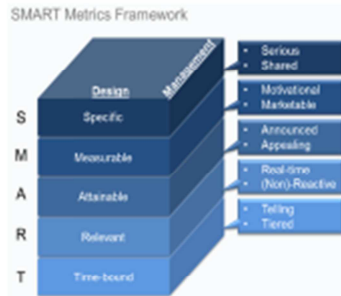 SMART Metrics Framework
Design
Management
S
Specific
• Serious
• Shared
M
Measurable
• Motivational
• Marketable
A
Attainable
• Announced
• Appealing
R
Relevant
• Real-time
• (Non)-Reactive
T
Time-bound
• Telling
• Tiered